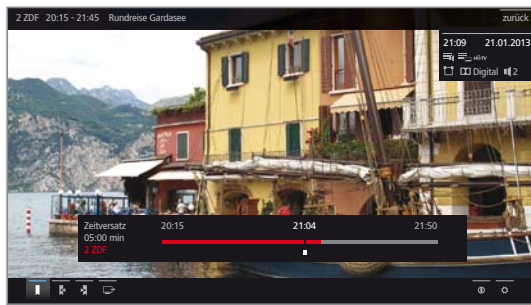 2 ZDF 20:15 - 21:45 Rundreise Gardasee zurück
21:09 21.01.2013
Digital 2
Zeitversatz 20:15 21:04 21:50
05:00 min
2 ZDF